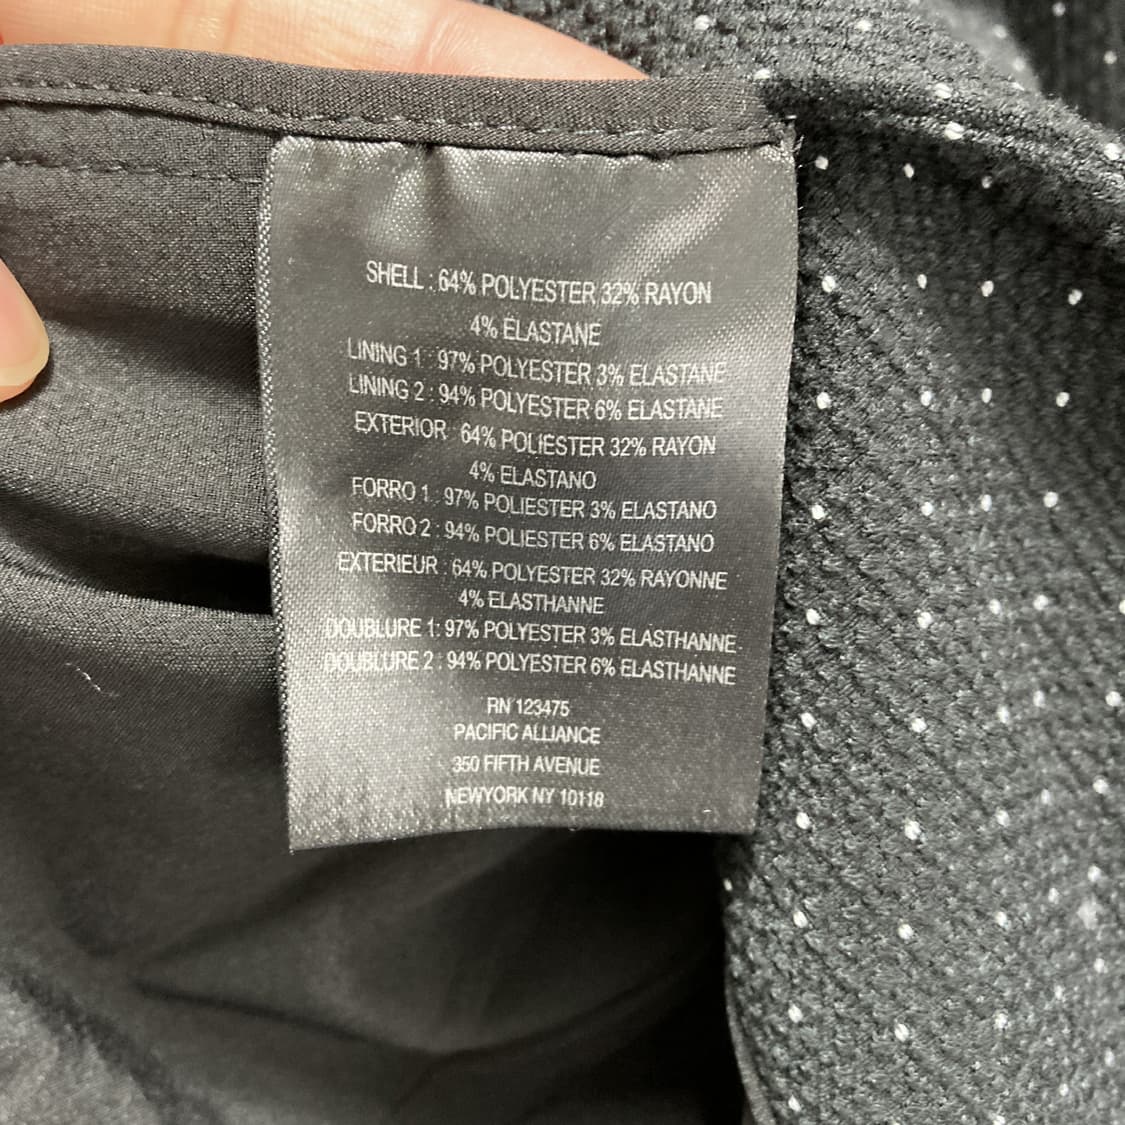 SHELL : 64% POLYESTER 32% RAYON
4% ELASTANE
LINING 1 : 97% POLYESTER 3% ELASTANE
LINING 2 : 94% POLYESTER 6% ELASTANE
EXTERIOR : 64% POLIESTER 32% RAYON
4% ELASTANO
FORRO 1 : 97% POLIESTER 3% ELASTANO
FORRO 2 : 94% POLIESTER 6% ELASTANO
EXTERIEUR : 64% POLYESTER 32% RAYONNE
4% ELASTHANNE
DOUBLURE 1: 97% POLYESTER 3% ELASTHANNE
DOUBLURE 2 : 94% POLYESTER 6% ELASTHANNE
RN 123475
PACIFIC ALLIANCE
350 FIFTH AVENUE
NEWYORK NY 10118